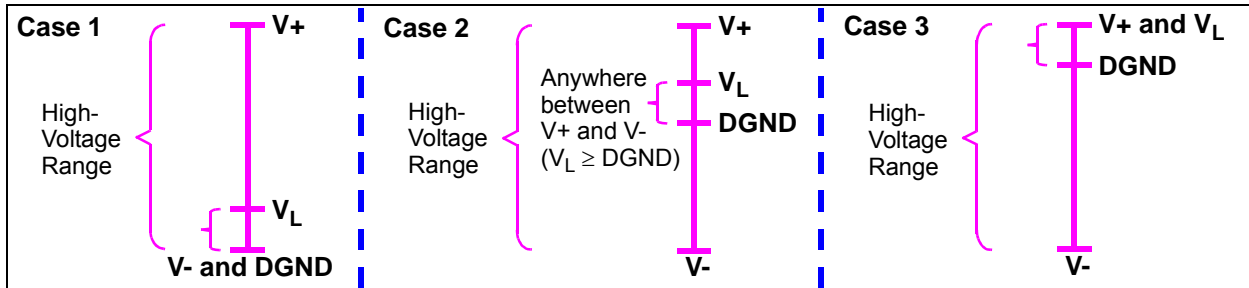 Case 1
V+
High-
Voltage
Range
VL
V- and DGND
Case 2
V+
Anywhere
between
V+ and V-
(VL ≥ DGND)
High-
Voltage
Range
VL
DGND
V-
Case 3
V+ and VL
DGND
High-
Voltage
Range
V-